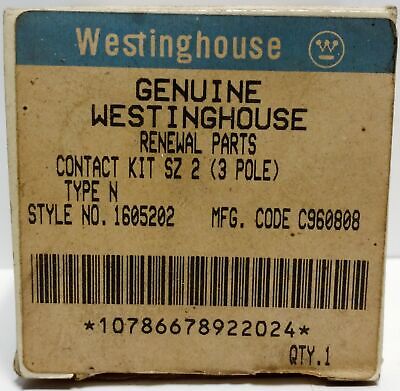 Westinghouse W
GENUINE
WESTINGHOUSE
RENEWAL PARTS
CONTACT KIT SZ 2 (3 POLE)
TYPE N
STYLE NO. 1605202 MFG. CODE C960808
*10786678922024*
QTY.1